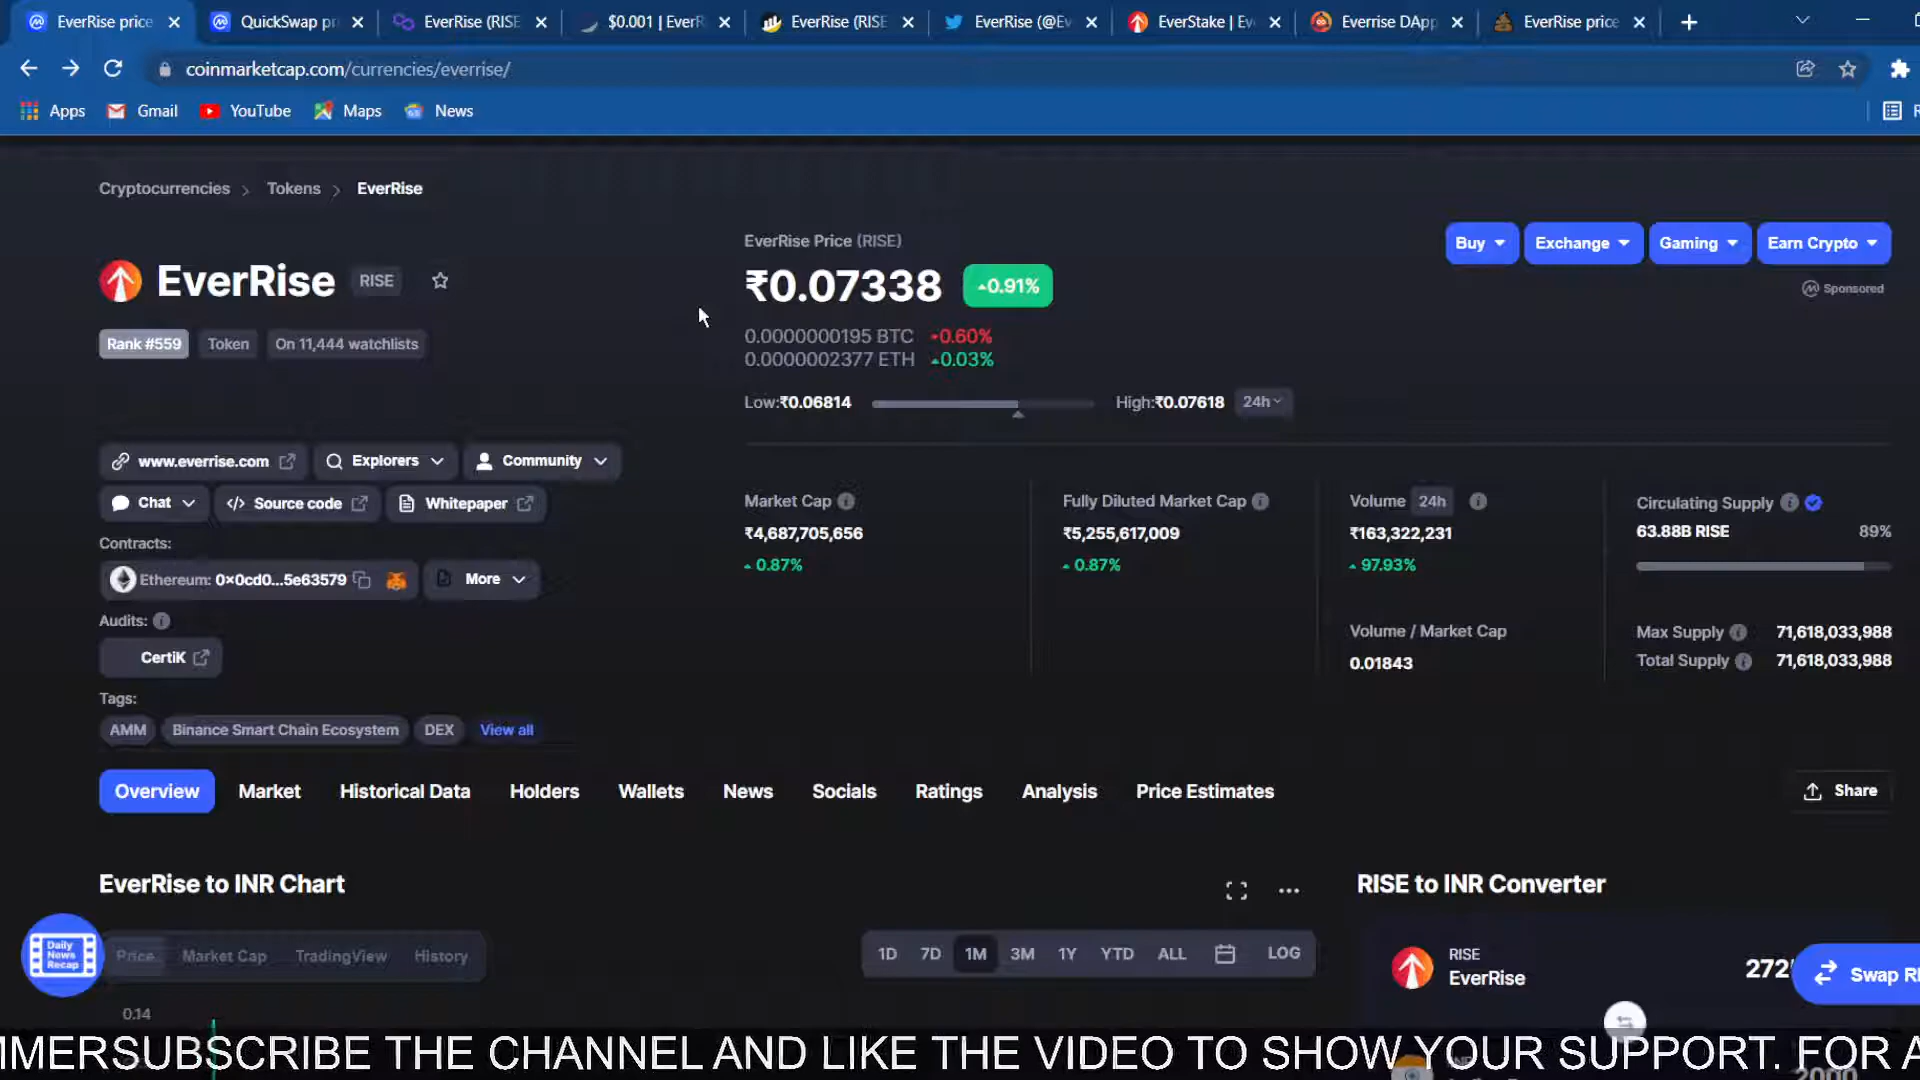 EverRise price
QuickSwap pr
EverRise (RISE
$0.001 | EverR
EverRise (RISE
EverRise (@Ev
EverStake | Ev
Everrise DApp
EverRise price
coinmarketcap.com/currencies/everrise/
Apps
Gmail
YouTube
Maps
News
Cryptocurrencies
Tokens
EverRise
EverRise
RISE
Rank #559
Token
On 11,444 watchlists
EverRise Price (RISE)
₹0.07338
0.91%
0.0000000195 BTC
0.60%
0.0000002377 ETH
0.03%
Low:₹0.06814
High:₹0.07618
24h
Buy
Exchange
Gaming
Earn Crypto
Sponsored
www.everrise.com
Explorers
Community
Chat
Source code
Whitepaper
Contracts:
Ethereum: 0x0cd0...5e63579
More
Audits:
CertiK
Tags:
AMM
Binance Smart Chain Ecosystem
DEX
View all
Market Cap
₹4,687,705,656
0.87%
Fully Diluted Market Cap
₹5,255,617,009
0.87%
Volume
24h
₹163,322,231
97.93%
Volume / Market Cap
0.01843
Circulating Supply
63.88B RISE
89%
Max Supply
71,618,033,988
Total Supply
71,618,033,988
Overview
Market
Historical Data
Holders
Wallets
News
Socials
Ratings
Analysis
Price Estimates
Share
EverRise to INR Chart
Price
Market Cap
TradingView
History
1D
7D
1M
3M
1Y
YTD
ALL
LOG
0.14
Daily
News
Recap
RISE to INR Converter
RISE
EverRise
272
Swap RI
MMERSUBSCRIBE THE CHANNEL AND LIKE THE VIDEO TO SHOW YOUR SUPPORT. FOR A